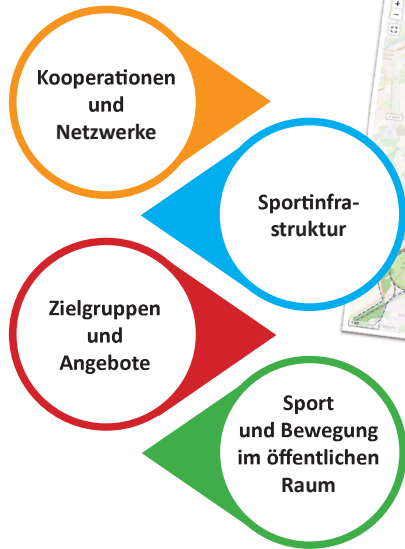 Kooperationen
und
Netzwerke
Sportinfra-
struktur
Zielgruppen
und
Angebote
Sport
und Bewegung
im öffentlichen
Raum